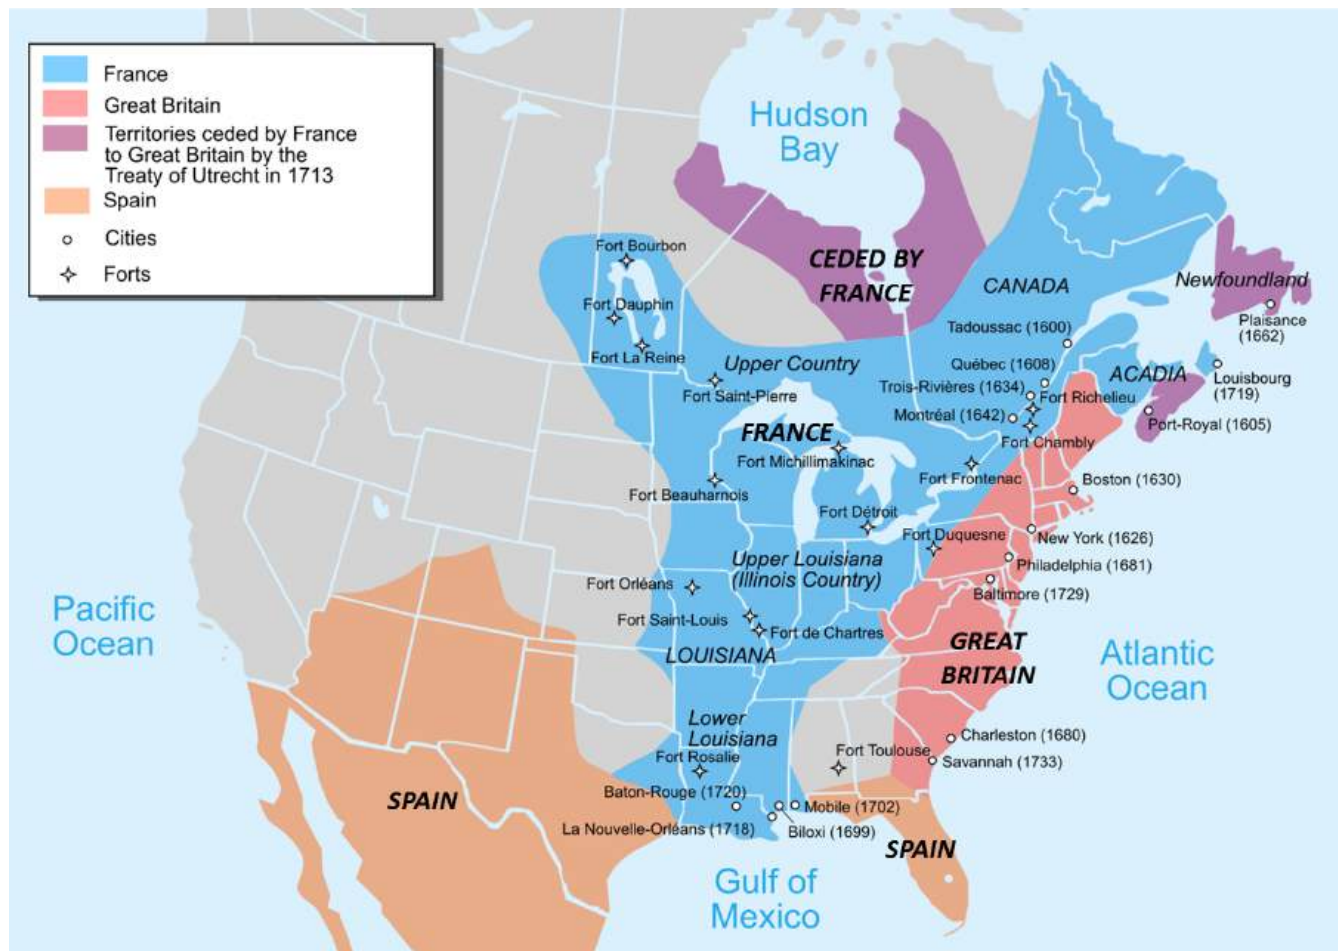 France
Great Britain
Territories ceded by France
to Great Britain by the
Treaty of Utrecht in 1713
Spain
Cities
Forts
Hudson
Bay
CEDED BY
FRANCE
CANADA
Newfoundland
Plaisance
(1662)
Fort Bourbon
Fort Dauphin
Fort La Reine
Upper Country
Fort Saint-Pierre
Tadoussac (1600)
Québec (1608)
Trois-Rivières (1634)
Fort Richelieu
Montréal (1642)
Fort Chambly
ACADIA
Louisbourg
(1719)
Port-Royal (1605)
FRANCE
Fort Michillimakinac
Fort Frontenac
Fort Beauharnois
Fort Détroit
Boston (1630)
Fort Duquesne
New York (1626)
Philadelphia (1681)
Baltimore (1729)
Upper Louisiana
(Illinois Country)
Fort Orléans
Fort Saint-Louis
Fort de Chartres
LOUISIANA
Pacific
Ocean
GREAT
BRITAIN
Atlantic
Ocean
Lower
Louisiana
Fort Rosalie
Fort Toulouse
Charleston (1680)
Savannah (1733)
Baton-Rouge (1720)
Mobile (1702)
La Nouvelle-Orléans (1718)
Biloxi (1699)
SPAIN
SPAIN
Gulf of
Mexico